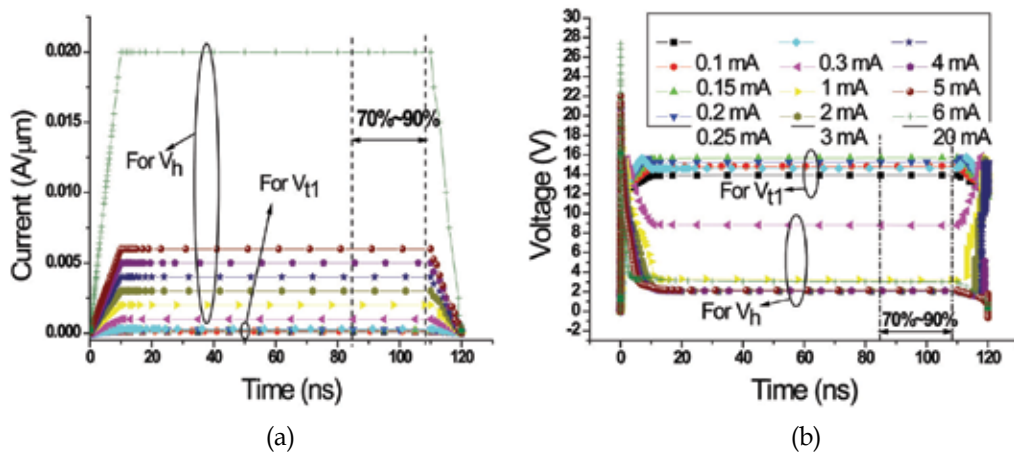 0.020
0.015
0.010
0.005
0.000
Current (A/μm)
For Vh
For Vt1
70%~90%
0 20 40 60 80 100 120
Time (ns)
(a)
30
28
26
24
22
20
18
16
14
12
10
8
6
4
2
0
-2
Voltage (V)
0.1 mA 0.3 mA 4 mA
0.15 mA 1 mA 5 mA
0.2 mA 2 mA 6 mA
0.25 mA 3 mA 20 mA
For Vt1
For Vh
70%~90%
0 20 40 60 80 100 120
Time (ns)
(b)